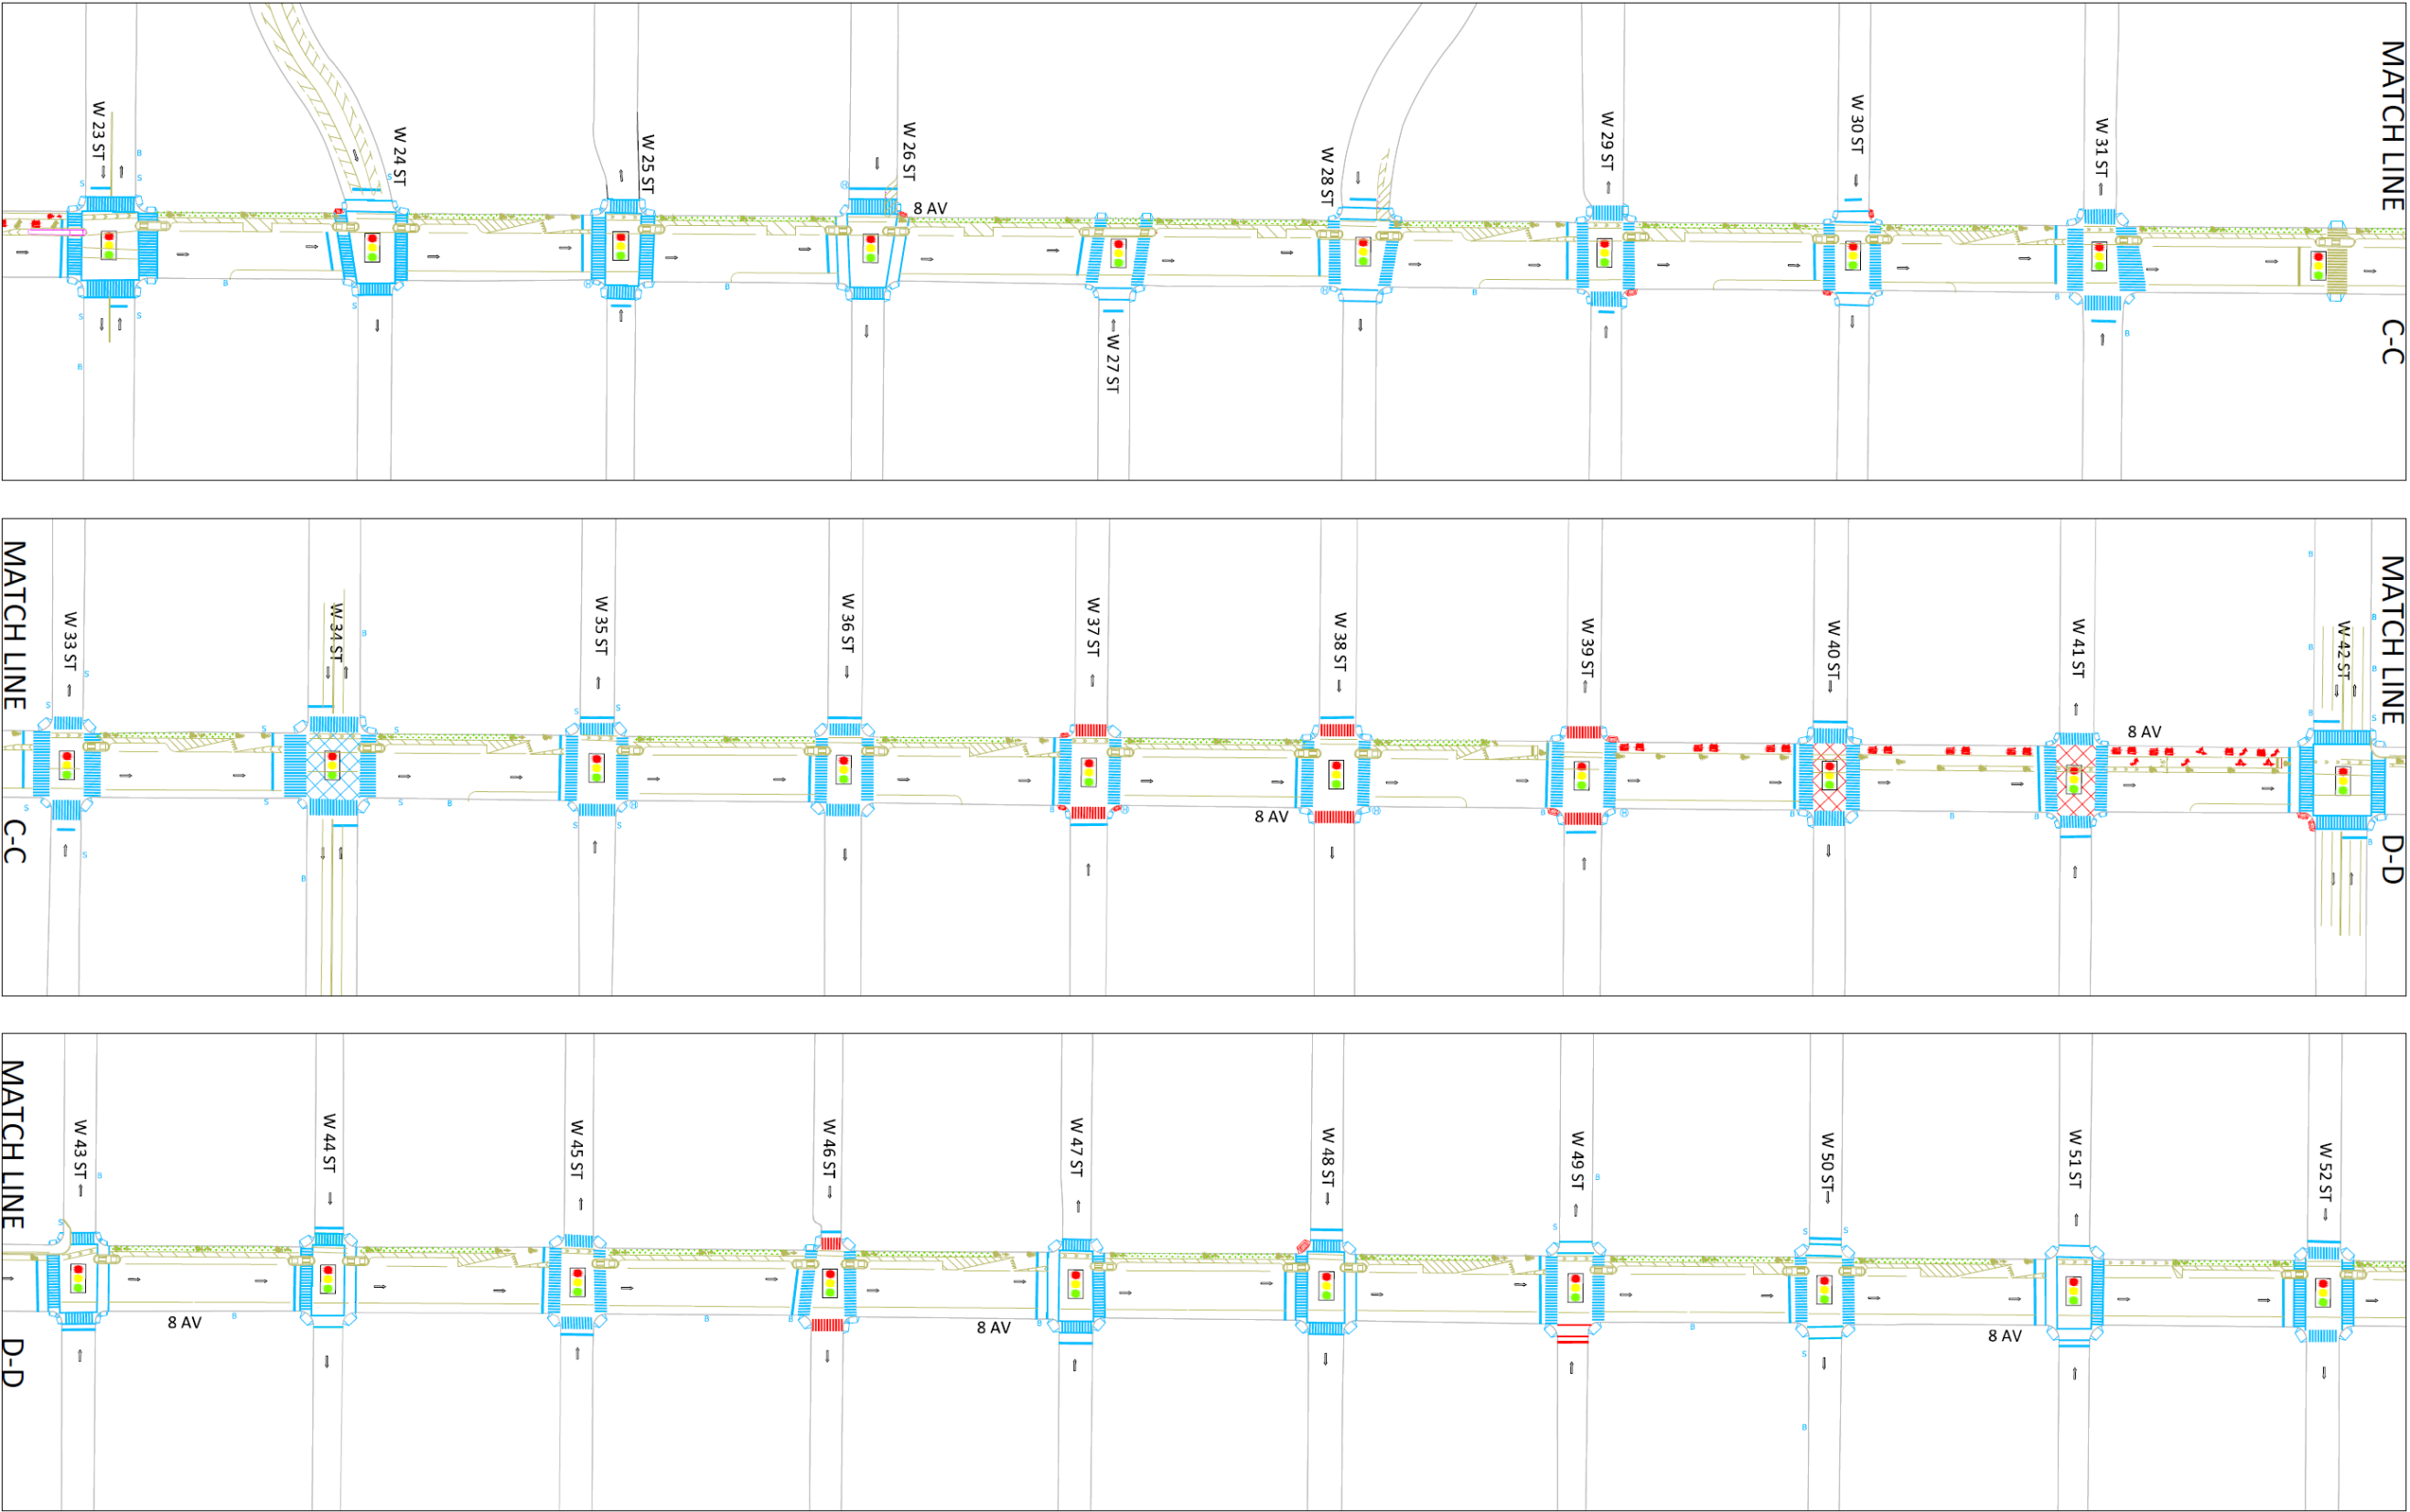 W 23 ST
W 24 ST
W 25 ST
W 26 ST
8 AV
W 27 ST
W 28 ST
W 29 ST
W 30 ST
W 31 ST
MATCH LINE
C-C
B
S
S
S
S
S
B
B
S
S
H
B
H
B
H
B
B
B
MATCH LINE
C-C
W 33 ST
W 34 ST
W 35 ST
W 36 ST
W 37 ST
W 38 ST
8 AV
W 39 ST
W 40 ST
W 41 ST
8 AV
W 42 ST
MATCH LINE
D-D
S
S
S
S
B
S
S
S
S
B
B
S
S
S
S
H
B
H
H
B
H
B
B
B
B
B
B
B
B
S
B
MATCH LINE
D-D
W 43 ST
8 AV
W 44 ST
W 45 ST
W 46 ST
W 47 ST
8 AV
W 48 ST
W 49 ST
W 50 ST
W 51 ST
8 AV
W 52 ST
B
S
B
B
B
B
B
S
B
S
S
S
B